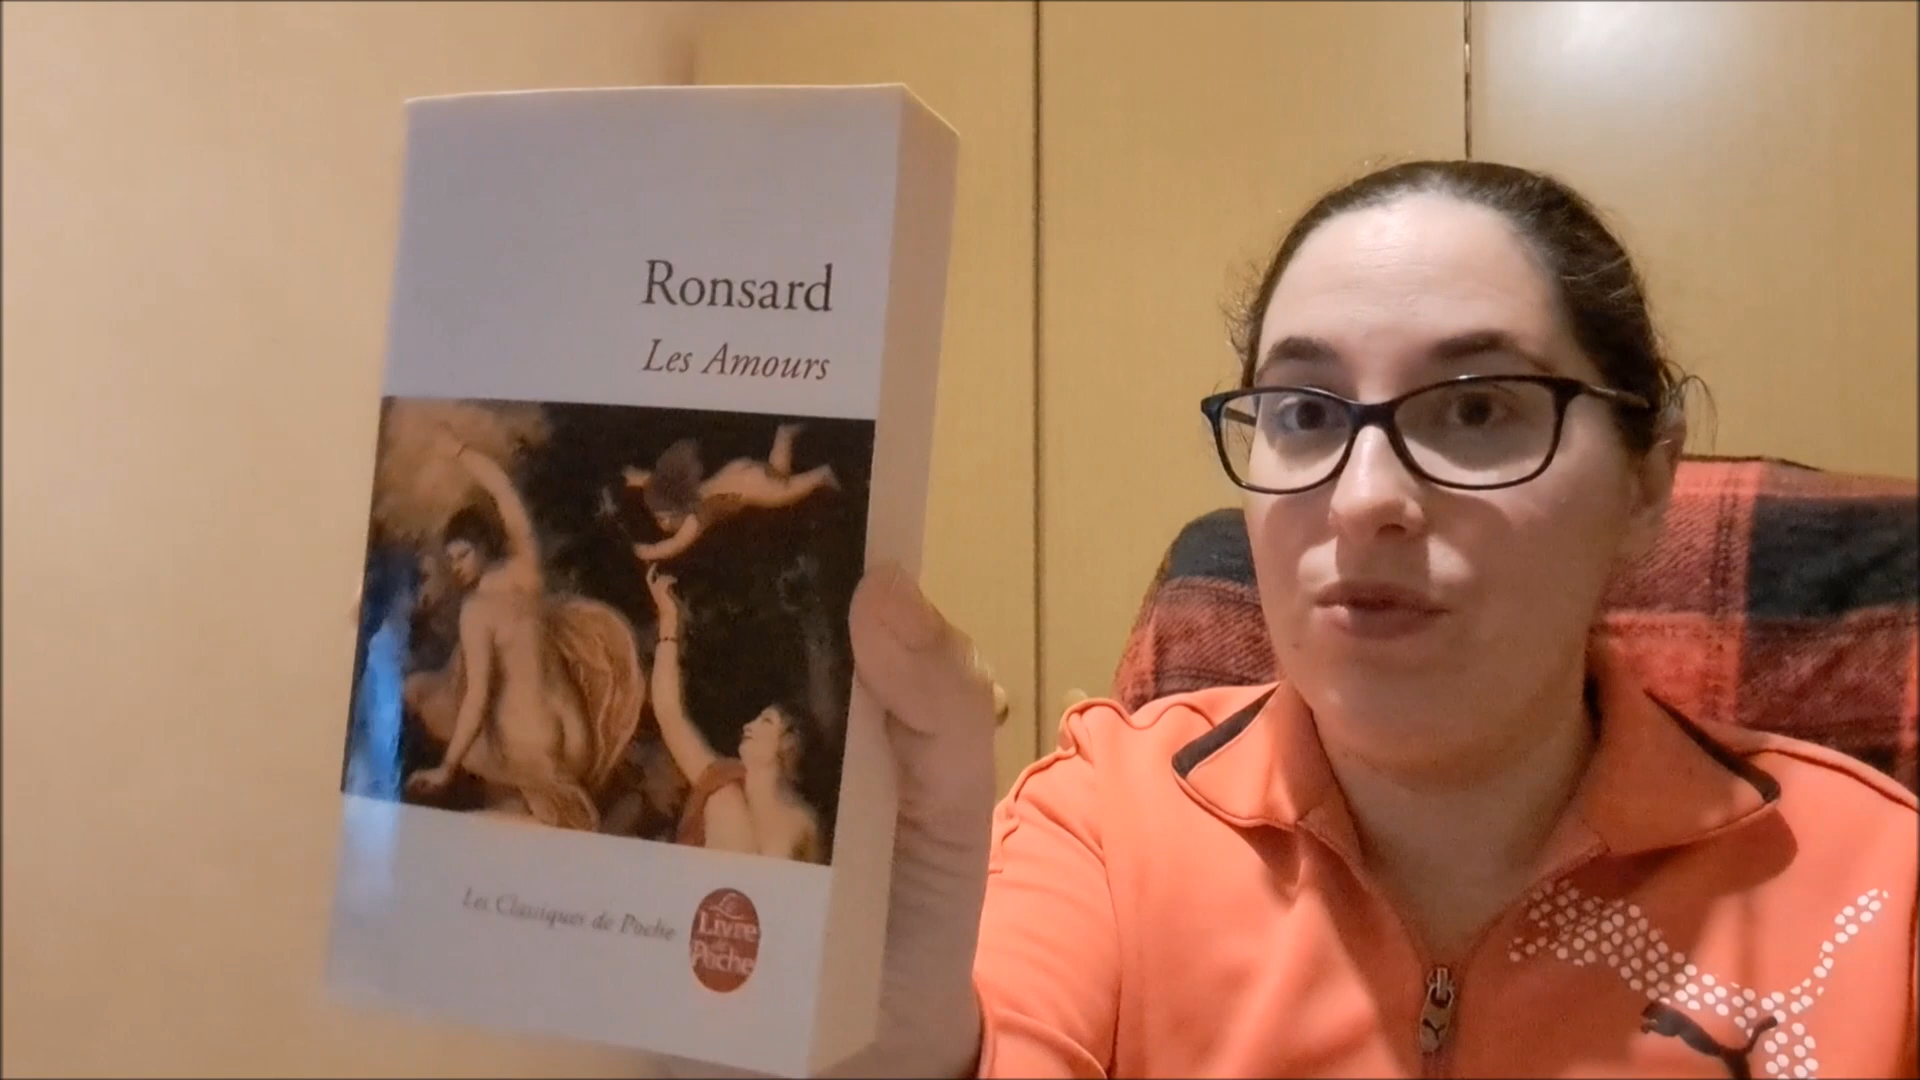 Ronsard
Les Amours
Les Classiques de Poche
Livre
de
Poche